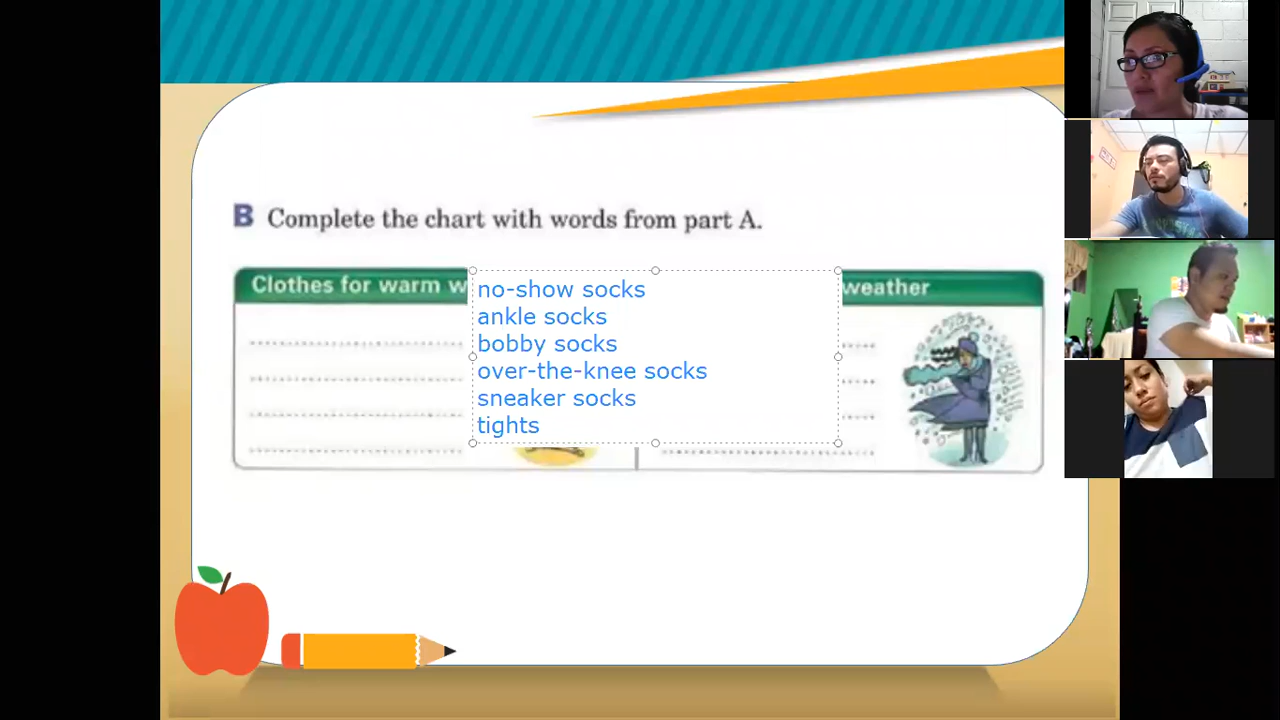 B Complete the chart with words from part A.
Clothes for warm w
weather
no-show socks
ankle socks
bobby socks
over-the-knee socks
sneaker socks
tights